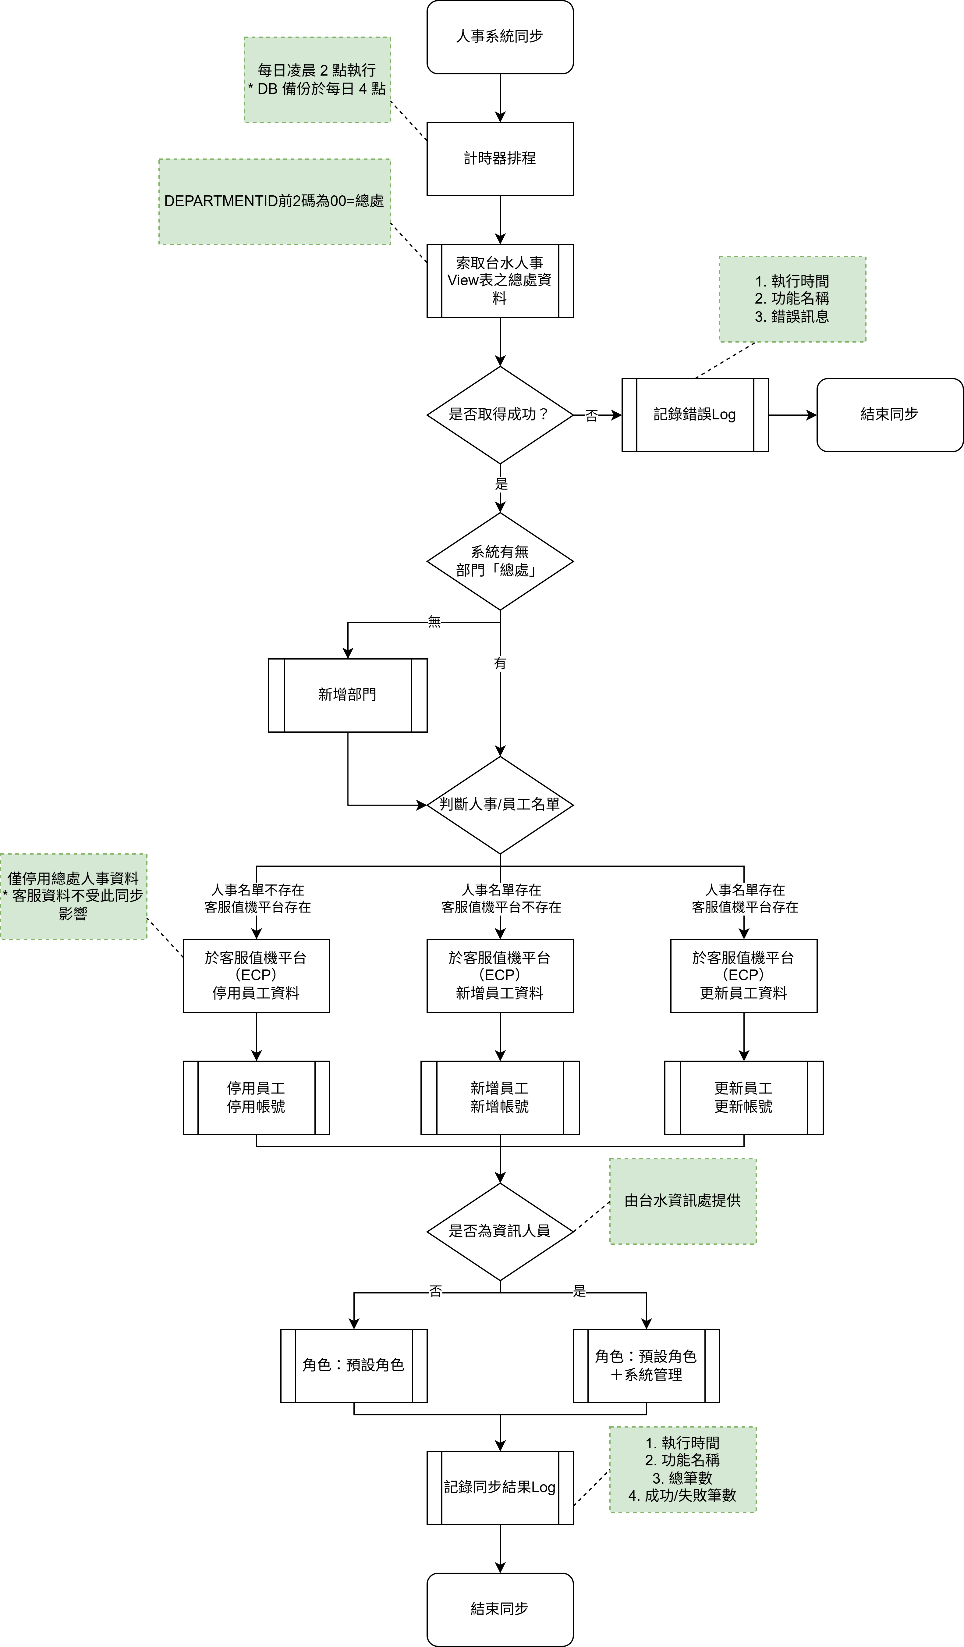 人事系統同步
每日凌晨 2 點執行
* DB 備份於每日 4 點
計時器排程
DEPARTMENTID前2碼為00=總處
索取台水人事
View表之總處資
料
1. 執行時間
2. 功能名稱
3. 錯誤訊息
是否取得成功？
否
記錄錯誤Log
結束同步
是
系統有無
部門「總處」
無
有
新增部門
判斷人事/員工名單
僅停用總處人事資料
* 客服資料不受此同步
影響
人事名單不存在
客服值機平台存在
人事名單存在
客服值機平台不存在
人事名單存在
客服值機平台存在
於客服值機平台
（ECP）
停用員工資料
於客服值機平台
（ECP）
新增員工資料
於客服值機平台
（ECP）
更新員工資料
停用員工
停用帳號
新增員工
新增帳號
更新員工
更新帳號
由台水資訊處提供
是否為資訊人員
否
是
角色：預設角色
角色：預設角色
＋系統管理
1. 執行時間
2. 功能名稱
3. 總筆數
4. 成功/失敗筆數
記錄同步結果Log
結束同步